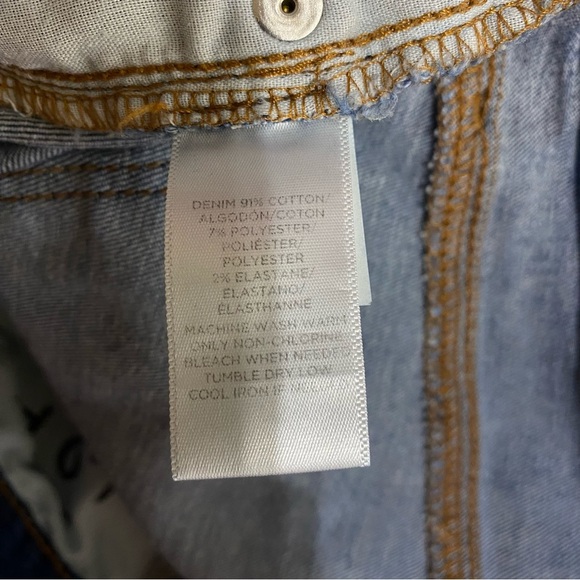 DENIM 91% COTTON/
ALGODÓN/COTON
7% POLYESTER/
POLIÉSTER/
POLYESTER
2% ELASTANE/
ELASTANO/
ÉLASTHANNE
MACHINE WASH WARM
ONLY NON-CHLORINE
BLEACH WHEN NEEDED
TUMBLE DRY LOW
COOL IRON IF